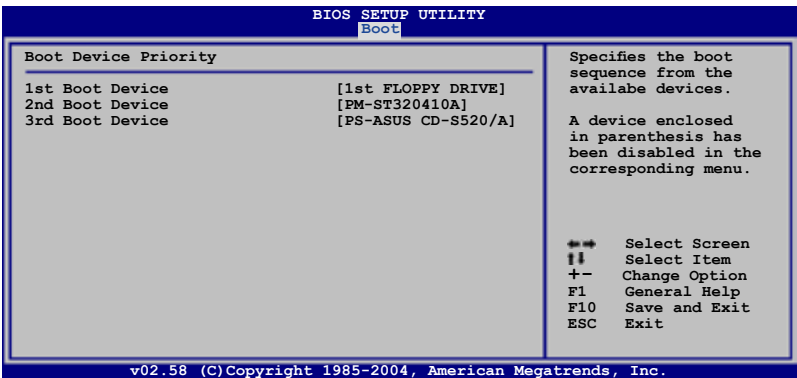 BIOS SETUP UTILITY
Boot
Boot Device Priority
1st Boot Device [1st FLOPPY DRIVE]
2nd Boot Device [PM-ST320410A]
3rd Boot Device [PS-ASUS CD-S520/A]
Specifies the boot
sequence from the
availabe devices.
A device enclosed
in parenthesis has
been disabled in the
corresponding menu.
←→ Select Screen
↑↓ Select Item
+- Change Option
F1 General Help
F10 Save and Exit
ESC Exit
v02.58 (C)Copyright 1985-2004, American Megatrends, Inc.